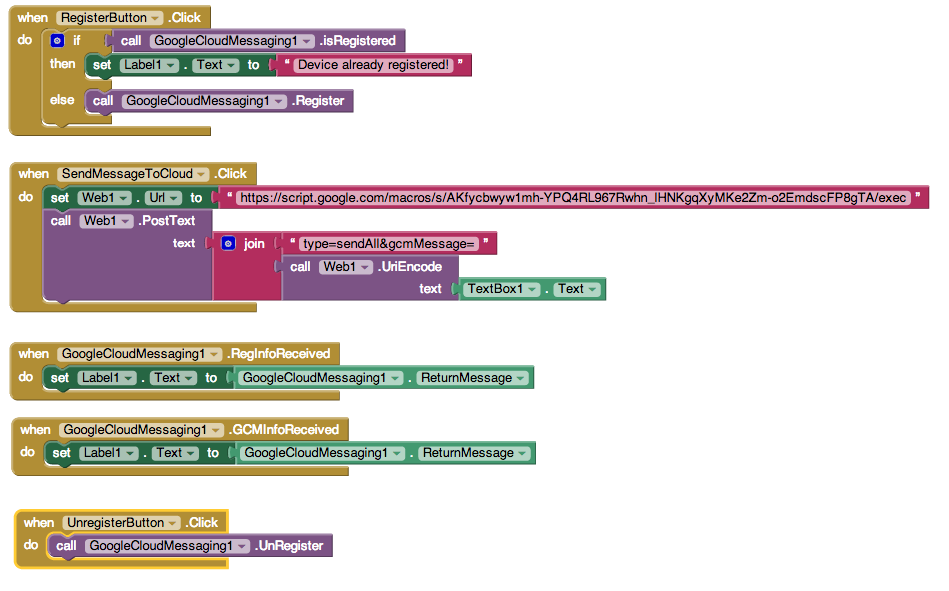 when RegisterButton .Click
do if call GoogleCloudMessaging1 .isRegistered
then set Label1 . Text to “ Device already registered! ”
else call GoogleCloudMessaging1 .Register
when SendMessageToCloud .Click
do set Web1 . Url to “ https://script.google.com/macros/s/AKfycbwyw1mh-YPQ4RL967Rwhn_lHNKgqXyMKe2Zm-o2EmdscFP8gTA/exec ”
call Web1 .PostText
text join “ type=sendAll&gcmMessage= ”
call Web1 .UriEncode
text TextBox1 . Text
when GoogleCloudMessaging1 .RegInfoReceived
do set Label1 . Text to GoogleCloudMessaging1 . ReturnMessage
when GoogleCloudMessaging1 .GCMInfoReceived
do set Label1 . Text to GoogleCloudMessaging1 . ReturnMessage
when UnregisterButton .Click
do call GoogleCloudMessaging1 .UnRegister